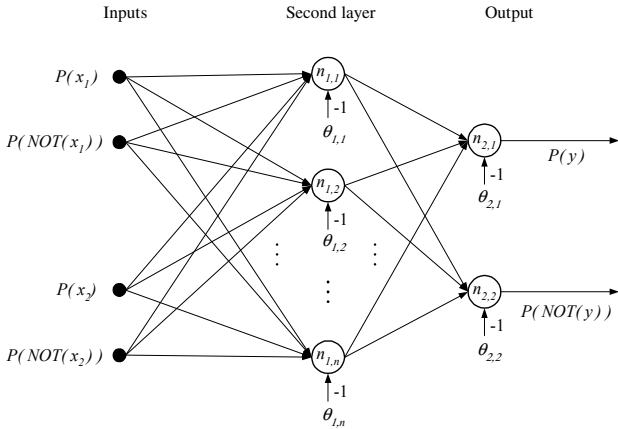 Inputs Second layer Output
P(x1)
P(NOT(x1))
P(x2)
P(NOT(x2))
n1,1
-1
θ1,1
n1,2
-1
θ1,2
n1,n
-1
θ1,n
n2,1
-1
θ2,1
P(y)
n2,2
-1
θ2,2
P(NOT(y))